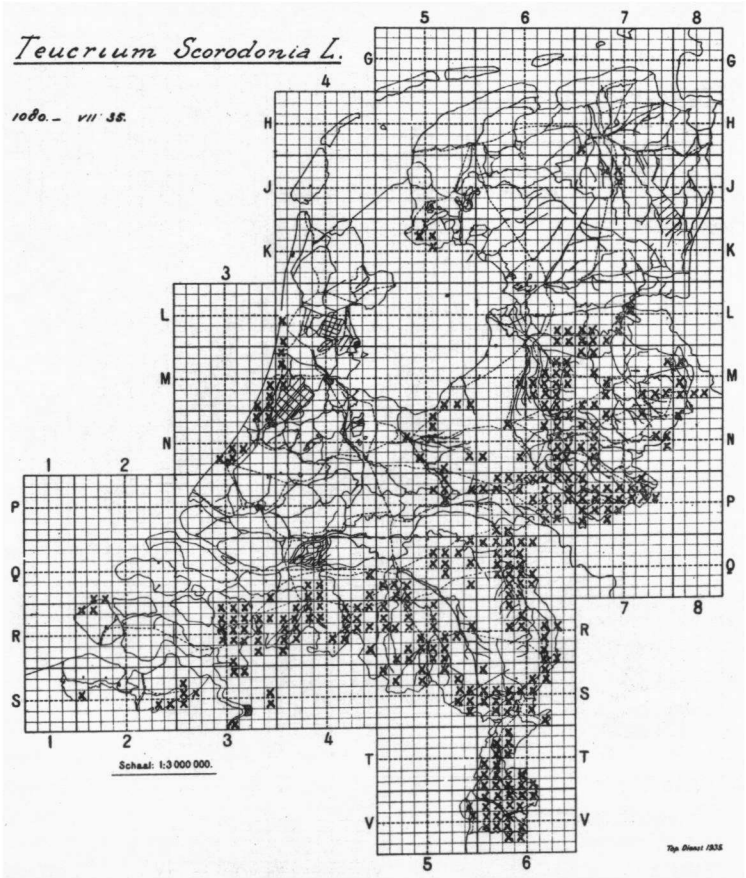 Teucrium Scorodonia L.
1080.- VII 35.
5 6 7 8
G G
4
H H
J J
K K
3
L L
M M
N N
1 2
P P
Q Q
7 8
R R
S S
1 2 3 4
T T
V V
5 6
Schaal: 1:3 000 000.
Top. Dienst 1935.